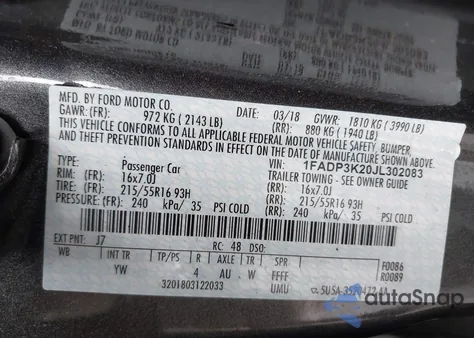 MFD. BY FORD MOTOR CO.
03/18 GVWR: 1810 KG ( 3990 LB)
GAWR: (FR): 972 KG ( 2143 LB) (RR): 880 KG ( 1940 LB)
THIS VEHICLE CONFORMS TO ALL APPLICABLE FEDERAL MOTOR VEHICLE SAFETY, BUMPER,
AND THEFT PREVENTION STANDARDS IN EFFECT ON THE DATE OF MANUFACTURE SHOWN ABOVE.
VIN: 1FADP3K20JL302083
TYPE: Passenger Car TRAILER TOWING - SEE OWNER GUIDE
RIM: (FR): 16x7.0J (RR): 16x7.0J
TIRE: (FR): 215/55R16 93H (RR): 215/55R16 93H
PRESSURE: (FR): 240 kPa/ 35 PSI COLD (RR): 240 kPa/ 35 PSI COLD
EXT PNT: J7 RC: 48 DSO:
WB TP/PS R AXLE TR SPR F0086
YW 4 AU W FFFF R0089
3201803122033 UMU
autoSnap